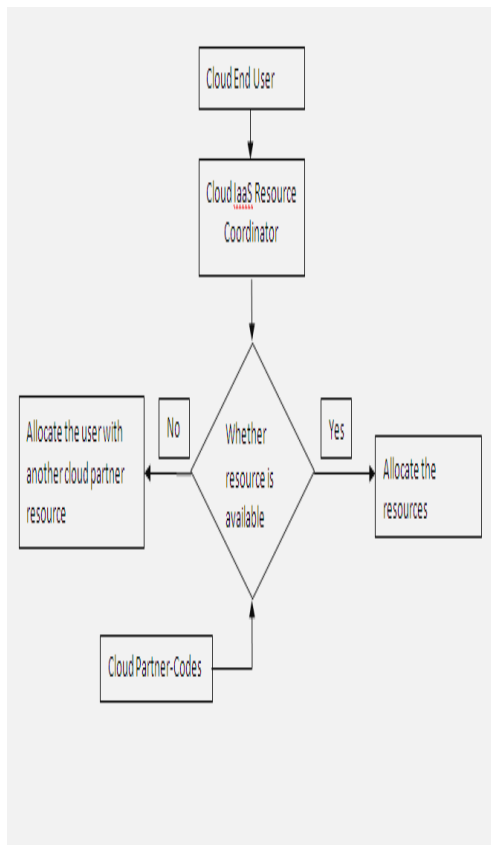 Cloud End User
Cloud IaaS Resource
Coordinator
Allocate the user with
another cloud partner
resource
No
Whether
resource is
available
Yes
Allocate the
resources
Cloud Partner-Codes